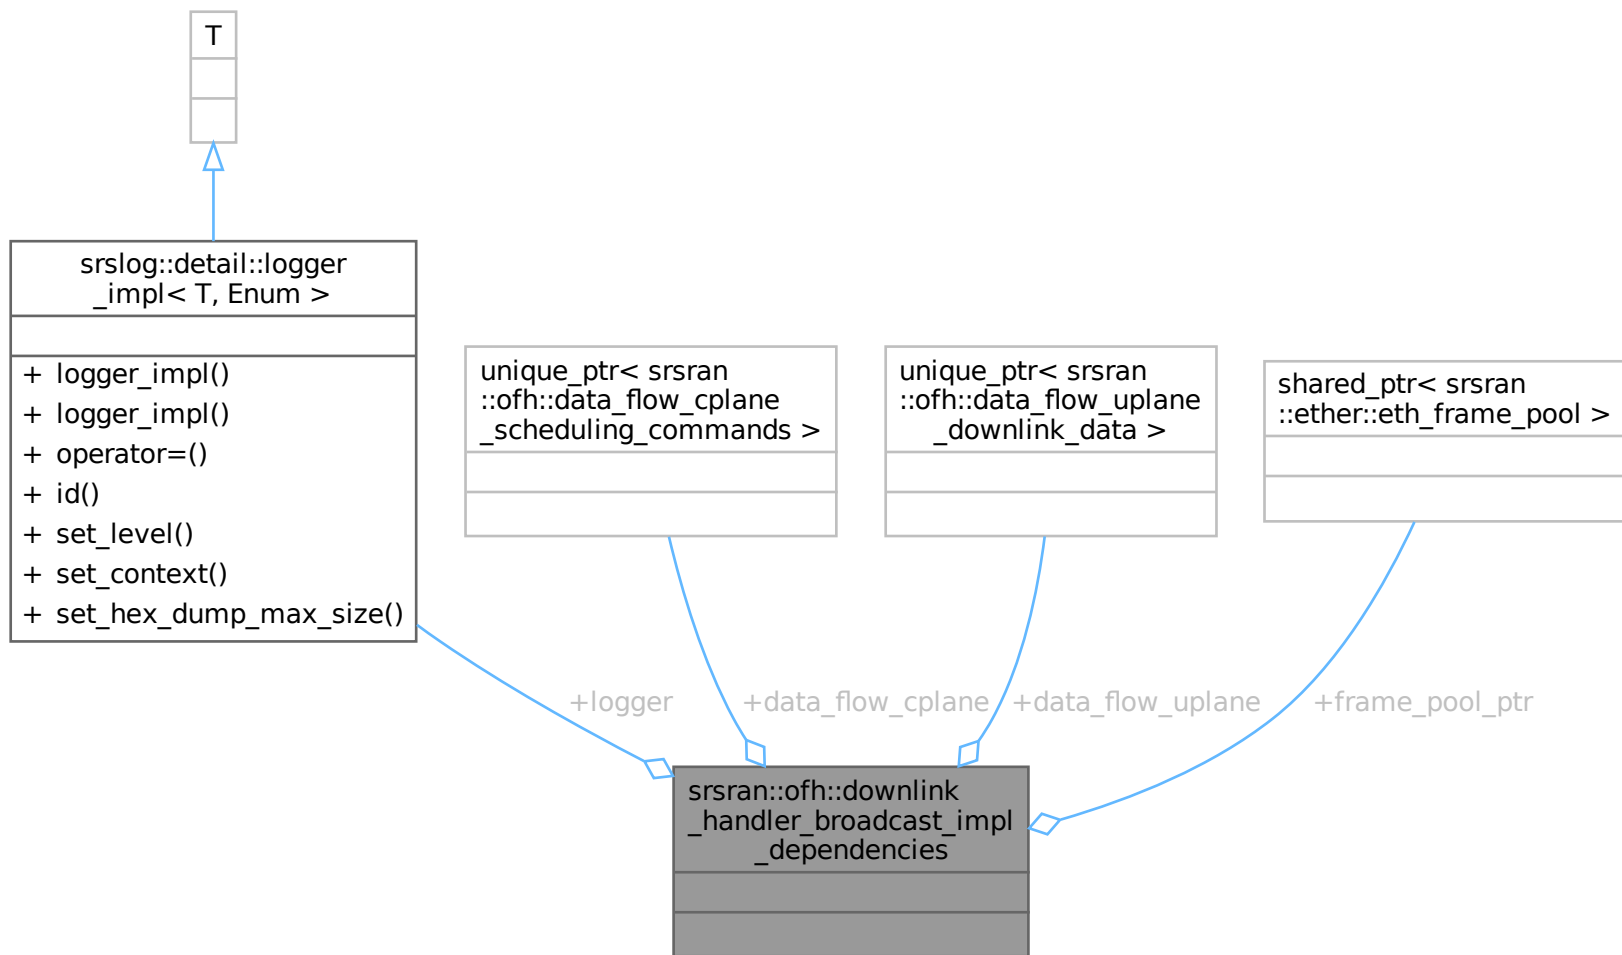 T
srslog::detail::logger
_impl< T, Enum >
+ logger_impl()
+ logger_impl()
+ operator=()
+ id()
+ set_level()
+ set_context()
+ set_hex_dump_max_size()
unique_ptr< srsran
::ofh::data_flow_cplane
_scheduling_commands >
unique_ptr< srsran
::ofh::data_flow_uplane
_downlink_data >
shared_ptr< srsran
::ether::eth_frame_pool >
+logger
+data_flow_cplane
+data_flow_uplane
+frame_pool_ptr
srsran::ofh::downlink
_handler_broadcast_impl
_dependencies